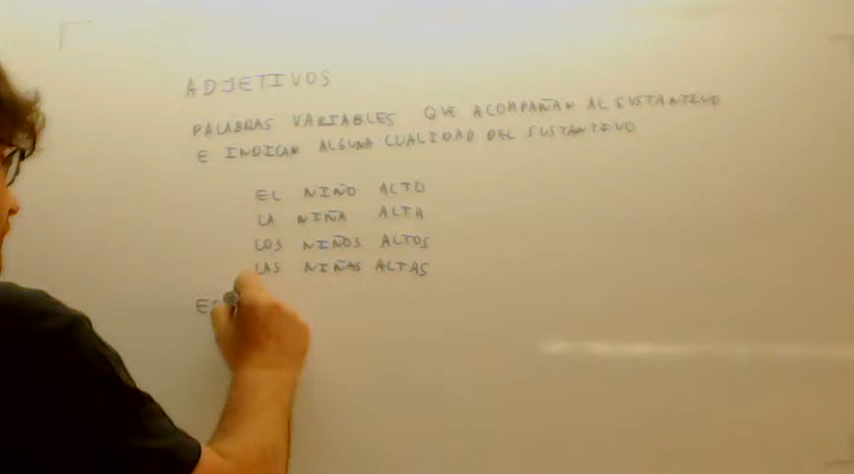 ADJETIVOS
PALABRAS VARIABLES QUE ACOMPAÑAN AL SUSTANTIVO
E INDICAN ALGUNA CUALIDAD DEL SUSTANTIVO
EL NIÑO ALTO
LA NIÑA ALTA
LOS NIÑOS ALTOS
LAS NIÑAS ALTAS